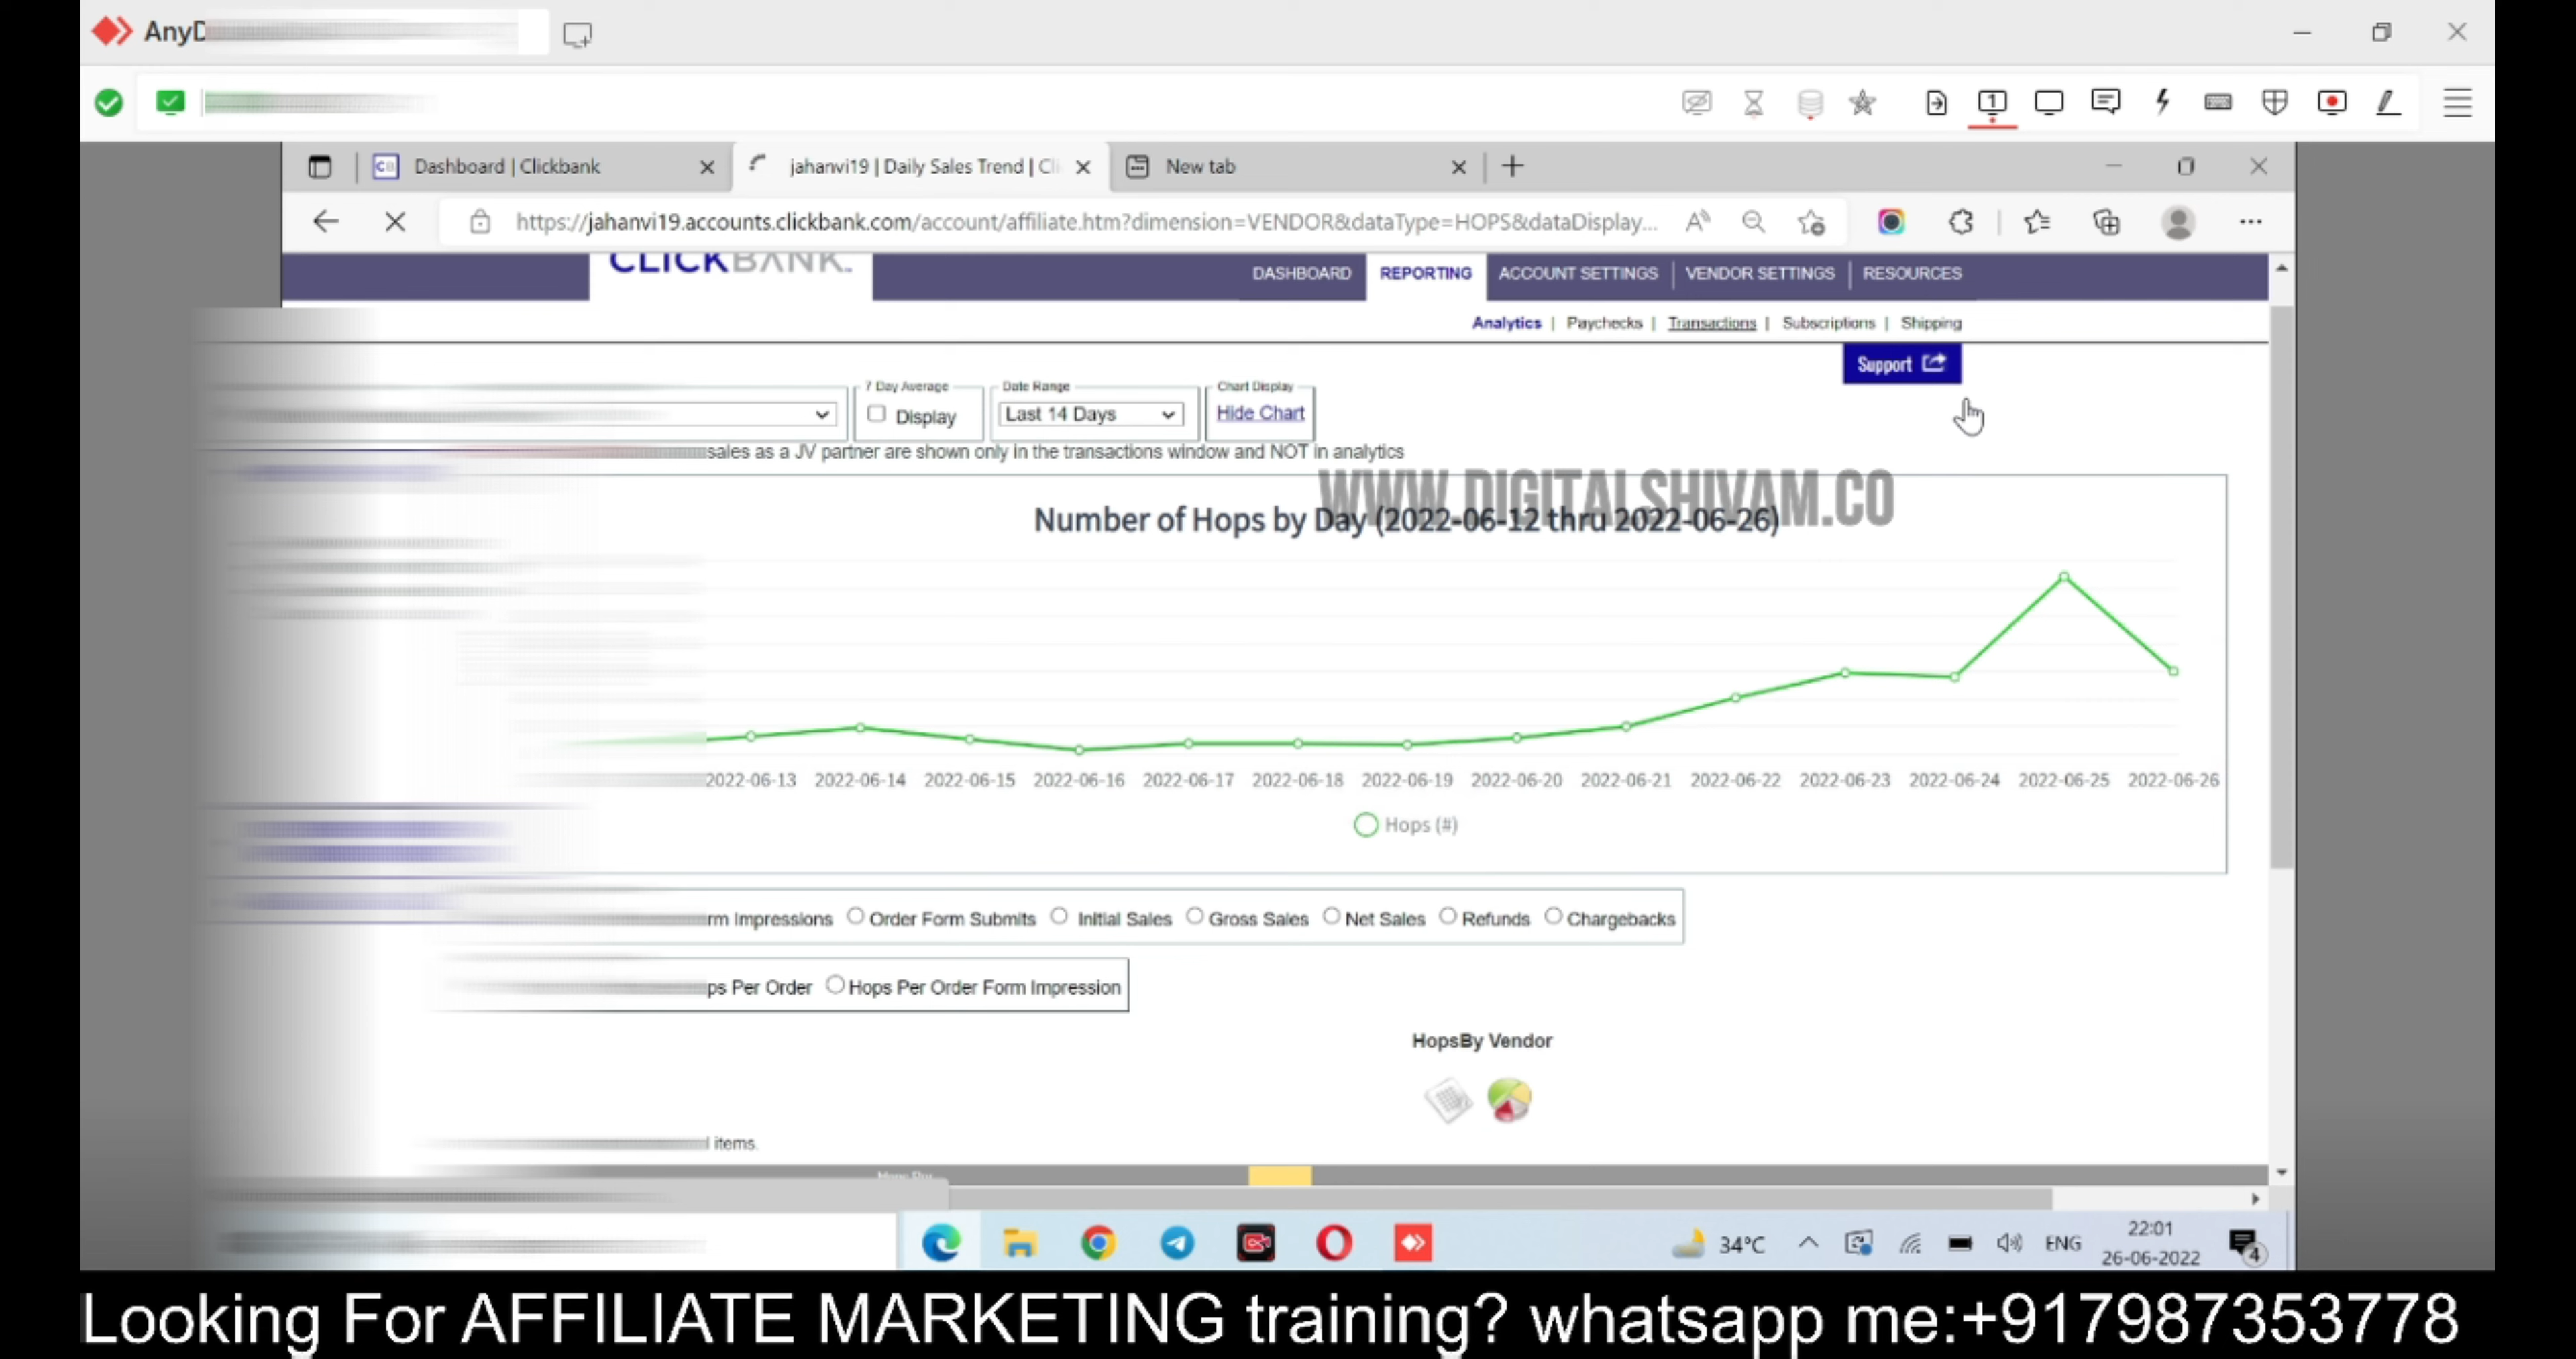 AnyD
Dashboard | Clickbank
jahanvi19 | Daily Sales Trend | Cli
New tab
https://jahanvi19.accounts.clickbank.com/account/affiliate.htm?dimension=VENDOR&dataType=HOPS&dataDisplay...
CLICKBANK
DASHBOARD REPORTING ACCOUNT SETTINGS VENDOR SETTINGS RESOURCES
Analytics | Paychecks | Transactions | Subscriptions | Shipping
Support
7 Day Average
Display
Date Range
Last 14 Days
Chart Display
Hide Chart
sales as a JV partner are shown only in the transactions window and NOT in analytics
WWW.DIGITALSHIVAM.CO
Number of Hops by Day (2022-06-12 thru 2022-06-26)
2022-06-13 2022-06-14 2022-06-15 2022-06-16 2022-06-17 2022-06-18 2022-06-19 2022-06-20 2022-06-21 2022-06-22 2022-06-23 2022-06-24 2022-06-25 2022-06-26
Hops (#)
rm Impressions Order Form Submits Initial Sales Gross Sales Net Sales Refunds Chargebacks
ps Per Order Hops Per Order Form Impression
HopsBy Vendor
items.
34°C
ENG
22:01
26-06-2022
4
Looking For AFFILIATE MARKETING training? whatsapp me:+917987353778